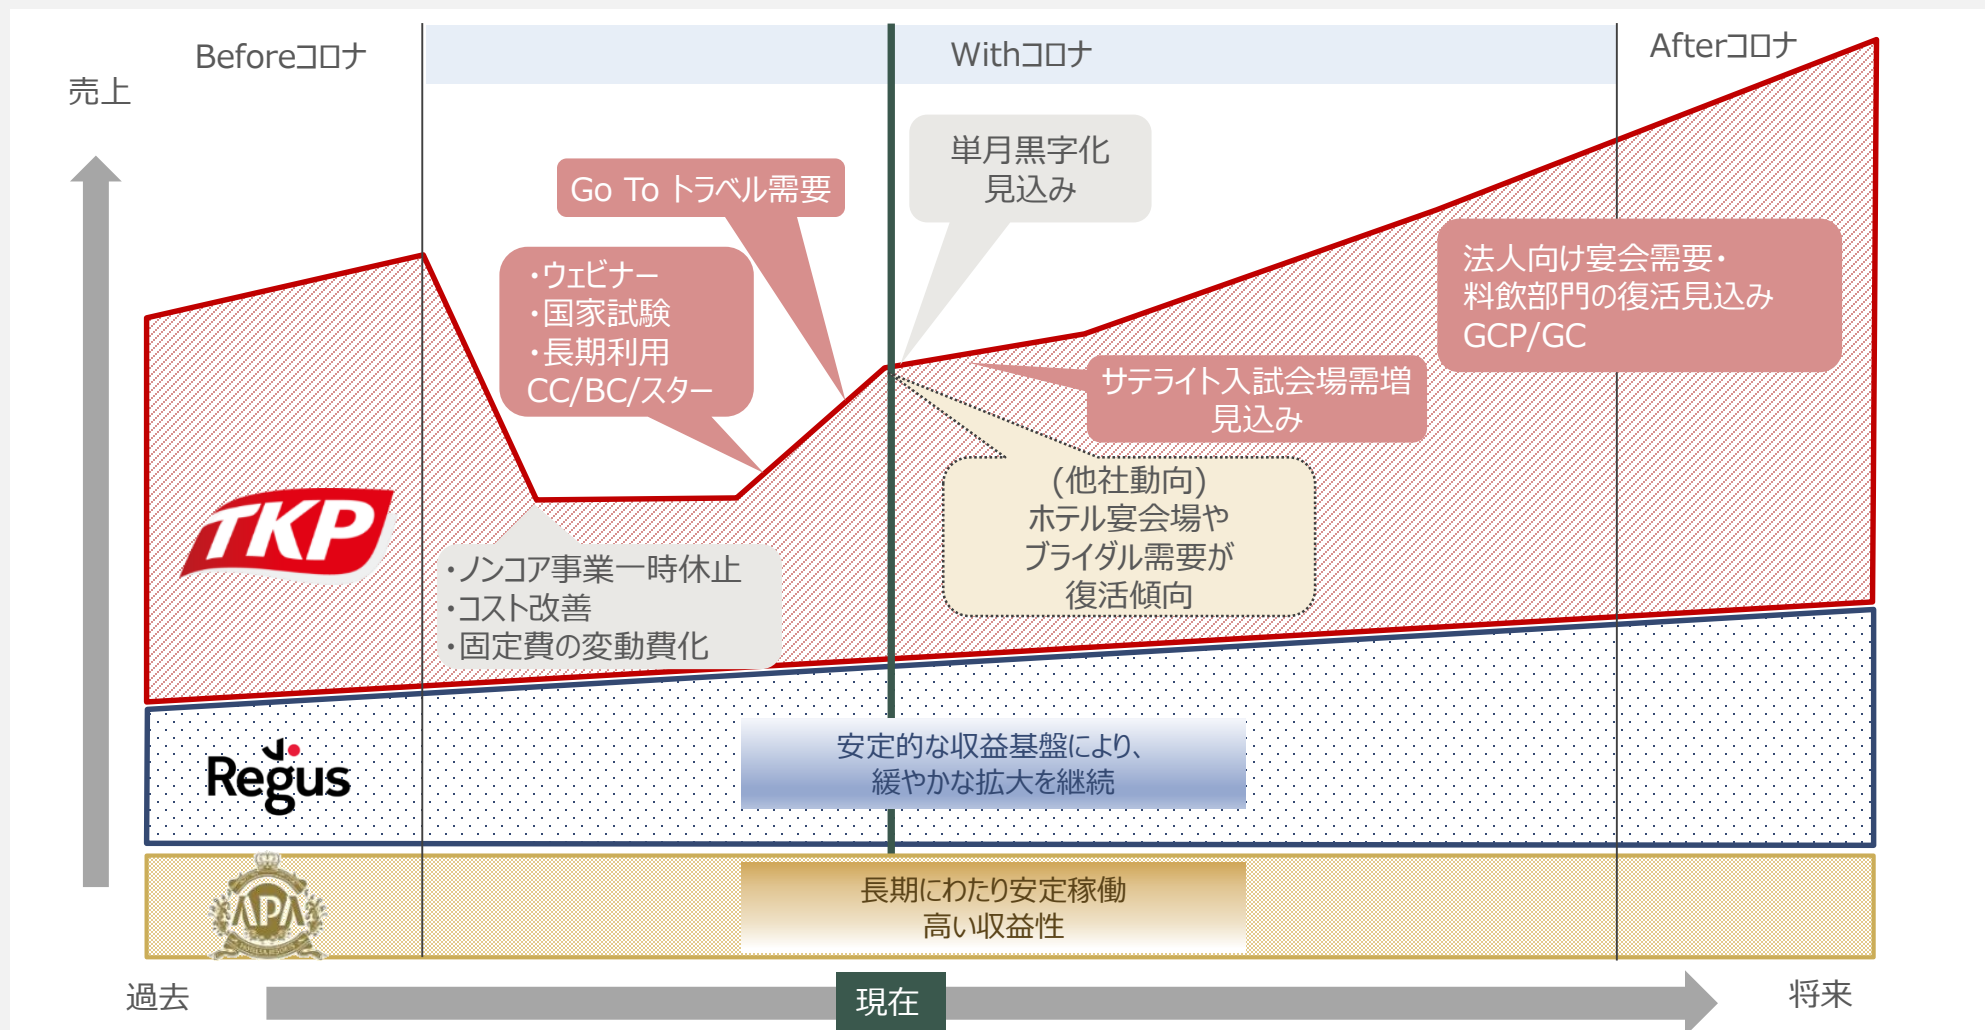 Beforeコロナ
Withコロナ
Afterコロナ
売上
単月黒字化
見込み
Go To トラベル需要
・ウェビナー
・国家試験
・長期利用
CC/BC/スター
法人向け宴会需要・
料飲部門の復活見込み
GCP/GC
サテライト入試会場需増
見込み
(他社動向)
ホテル宴会場や
ブライダル需要が
復活傾向
TKP
・ノンコア事業一時休止
・コスト改善
・固定費の変動費化
Regus
安定的な収益基盤により、
緩やかな拡大を継続
APA
長期にわたり安定稼働
高い収益性
過去
現在
将来